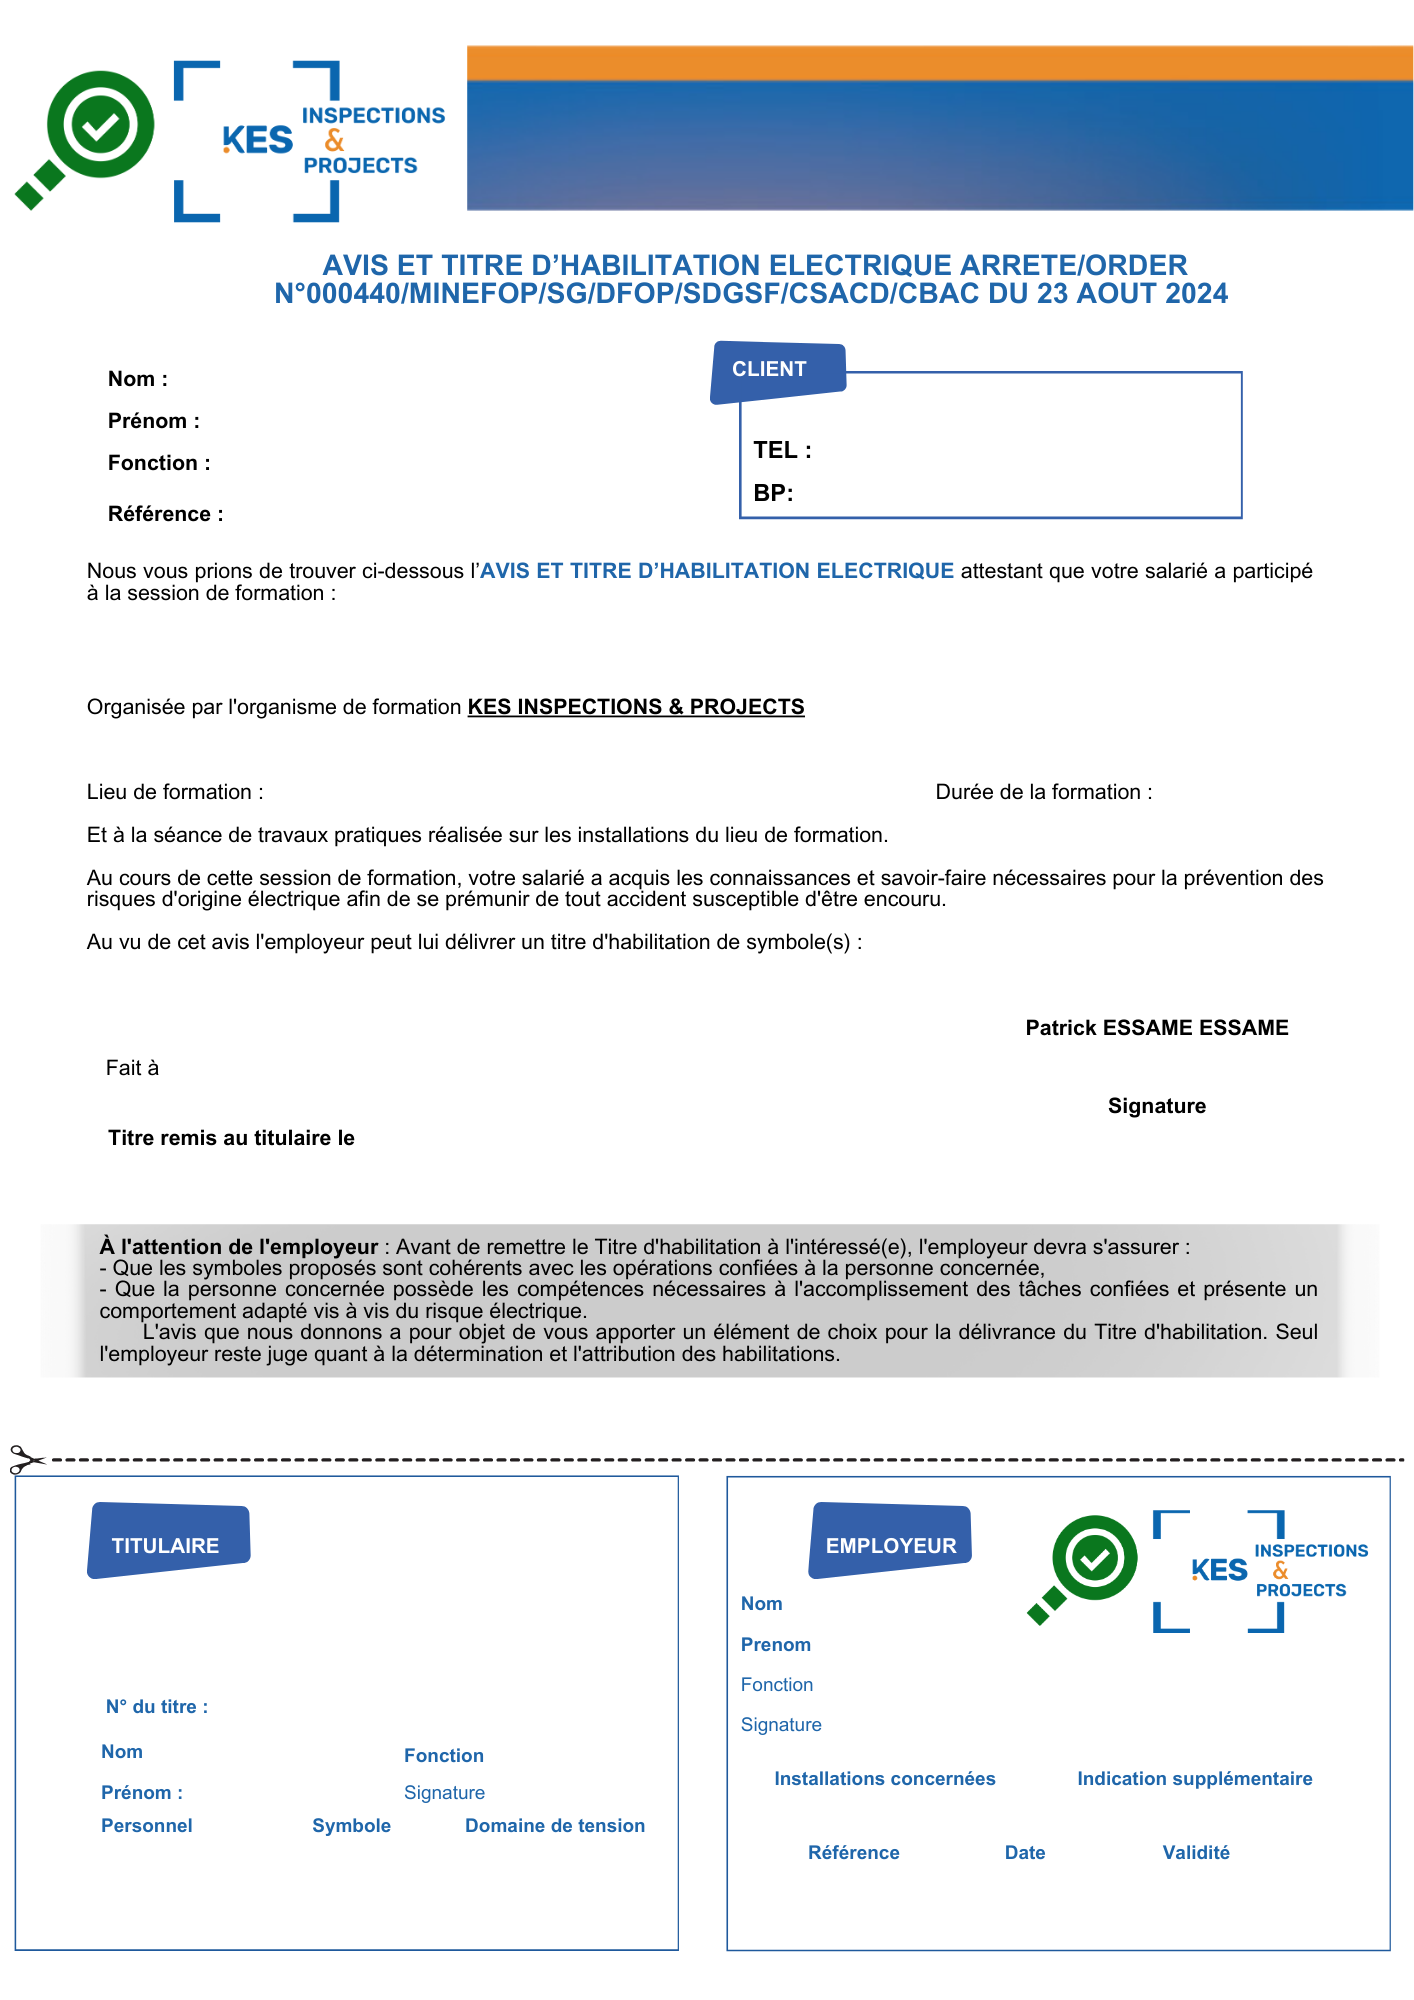 KES INSPECTIONS
&
PROJECTS
AVIS ET TITRE D’HABILITATION ELECTRIQUE ARRETE/ORDER
N°000440/MINEFOP/SG/DFOP/SDGSF/CSACD/CBAC DU 23 AOUT 2024
Nom :
Prénom :
Fonction :
Référence :
CLIENT
TEL :
BP:
Nous vous prions de trouver ci-dessous l’AVIS ET TITRE D’HABILITATION ELECTRIQUE attestant que votre salarié a participé
à la session de formation :
Organisée par l'organisme de formation KES INSPECTIONS & PROJECTS
Lieu de formation :
Durée de la formation :
Et à la séance de travaux pratiques réalisée sur les installations du lieu de formation.
Au cours de cette session de formation, votre salarié a acquis les connaissances et savoir-faire nécessaires pour la prévention des
risques d'origine électrique afin de se prémunir de tout accident susceptible d'être encouru.
Au vu de cet avis l'employeur peut lui délivrer un titre d'habilitation de symbole(s) :
Patrick ESSAME ESSAME
Fait à
Signature
Titre remis au titulaire le
À l'attention de l'employeur : Avant de remettre le Titre d'habilitation à l'intéressé(e), l'employeur devra s'assurer :
- Que les symboles proposés sont cohérents avec les opérations confiées à la personne concernée,
- Que la personne concernée possède les compétences nécessaires à l'accomplissement des tâches confiées et présente un
comportement adapté vis à vis du risque électrique.
L'avis que nous donnons a pour objet de vous apporter un élément de choix pour la délivrance du Titre d'habilitation. Seul
l'employeur reste juge quant à la détermination et l'attribution des habilitations.
TITULAIRE
N° du titre :
Nom
Fonction
Prénom :
Signature
Personnel Symbole Domaine de tension
EMPLOYEUR
KES INSPECTIONS
&
PROJECTS
Nom
Prenom
Fonction
Signature
Installations concernées Indication supplémentaire
Référence Date Validité